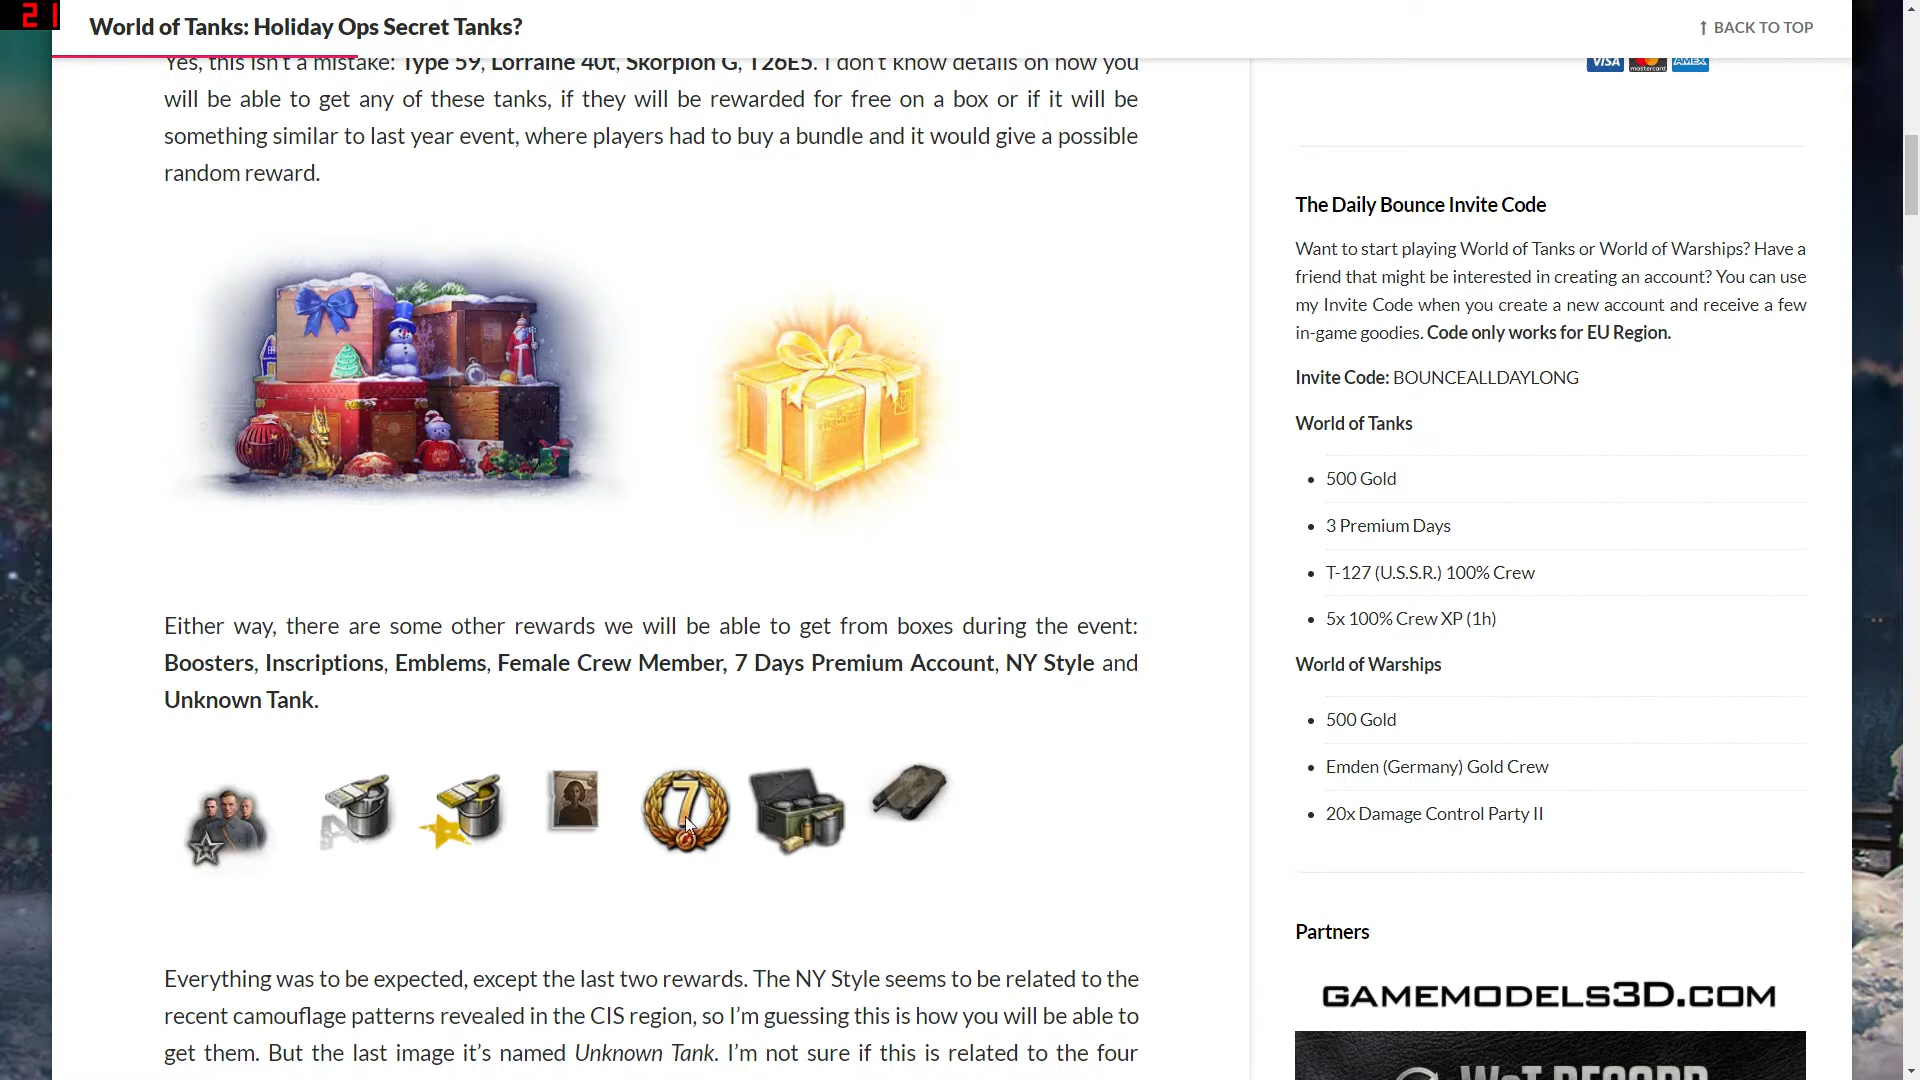 21
World of Tanks: Holiday Ops Secret Tanks?
↑ BACK TO TOP
Yes, this isn't a mistake: Type 59, Lorraine 40t, Skorpion G, T26E5. I don't know details on how you
will be able to get any of these tanks, if they will be rewarded for free on a box or if it will be
something similar to last year event, where players had to buy a bundle and it would give a possible
random reward.
Either way, there are some other rewards we will be able to get from boxes during the event:
Boosters, Inscriptions, Emblems, Female Crew Member, 7 Days Premium Account, NY Style and
Unknown Tank.
7
Everything was to be expected, except the last two rewards. The NY Style seems to be related to the
recent camouflage patterns revealed in the CIS region, so I'm guessing this is how you will be able to
get them. But the last image it's named Unknown Tank. I'm not sure if this is related to the four
VISA mastercard AMEX
The Daily Bounce Invite Code
Want to start playing World of Tanks or World of Warships? Have a
friend that might be interested in creating an account? You can use
my Invite Code when you create a new account and receive a few
in-game goodies. Code only works for EU Region.
Invite Code: BOUNCEALLDAYLONG
World of Tanks
• 500 Gold
• 3 Premium Days
• T-127 (U.S.S.R.) 100% Crew
• 5x 100% Crew XP (1h)
World of Warships
• 500 Gold
• Emden (Germany) Gold Crew
• 20x Damage Control Party II
Partners
GAMEMODELS3D.COM
WoT RECORD